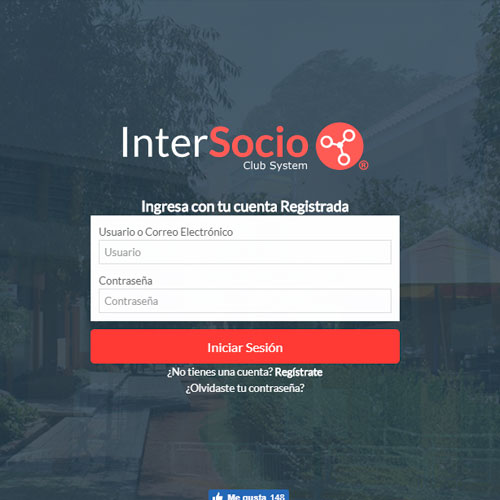 InterSocio
Club System ®
Ingresa con tu cuenta Registrada
Usuario o Correo Electrónico
Usuario
Contraseña
Contraseña
Iniciar Sesión
¿No tienes una cuenta? Regístrate
¿Olvidaste tu contraseña?
Me gusta 148